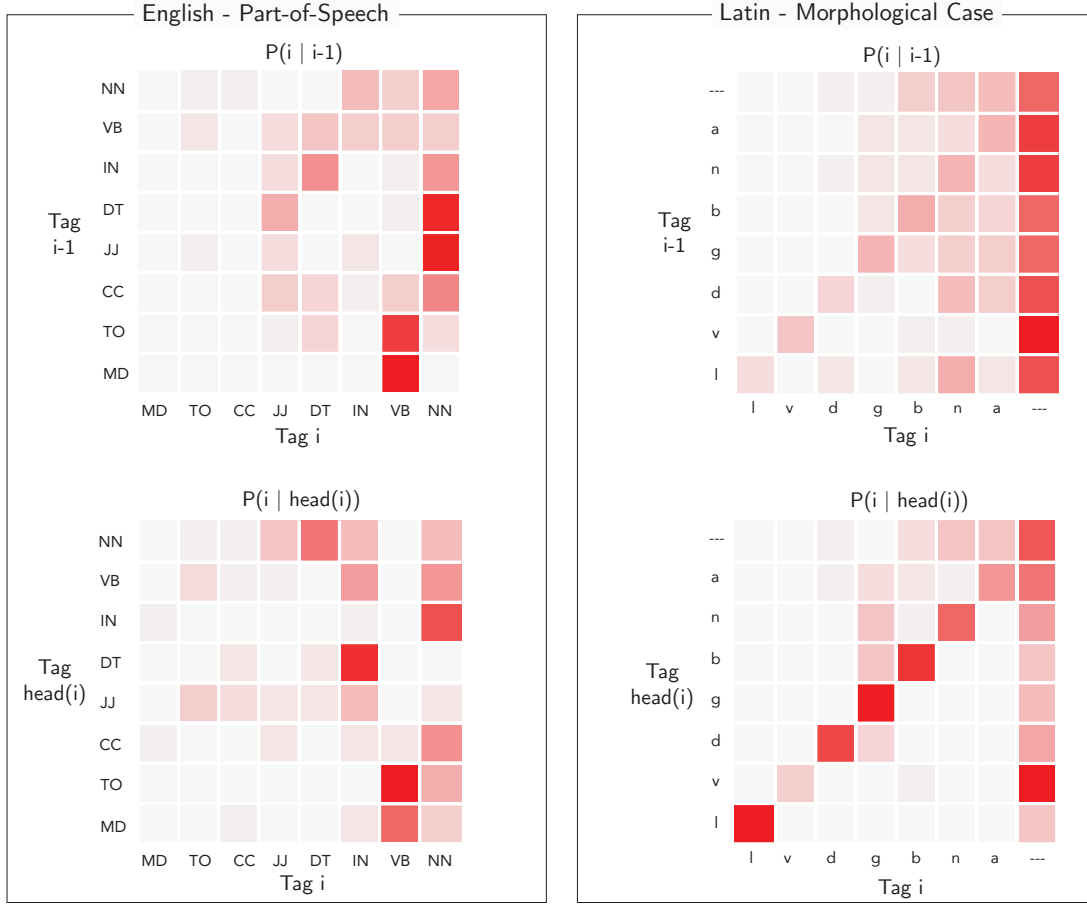 English - Part-of-Speech
P(i | i-1)
NN
VB
IN
DT
JJ
CC
TO
MD
Tag
i-1
MD TO CC JJ DT IN VB NN
Tag i
P(i | head(i))
NN
VB
IN
DT
JJ
CC
TO
MD
Tag
head(i)
MD TO CC JJ DT IN VB NN
Tag i
Latin - Morphological Case
P(i | i-1)
---
a
n
b
g
d
v
l
Tag
i-1
l v d g b n a ---
Tag i
P(i | head(i))
---
a
n
b
g
d
v
l
Tag
head(i)
l v d g b n a ---
Tag i